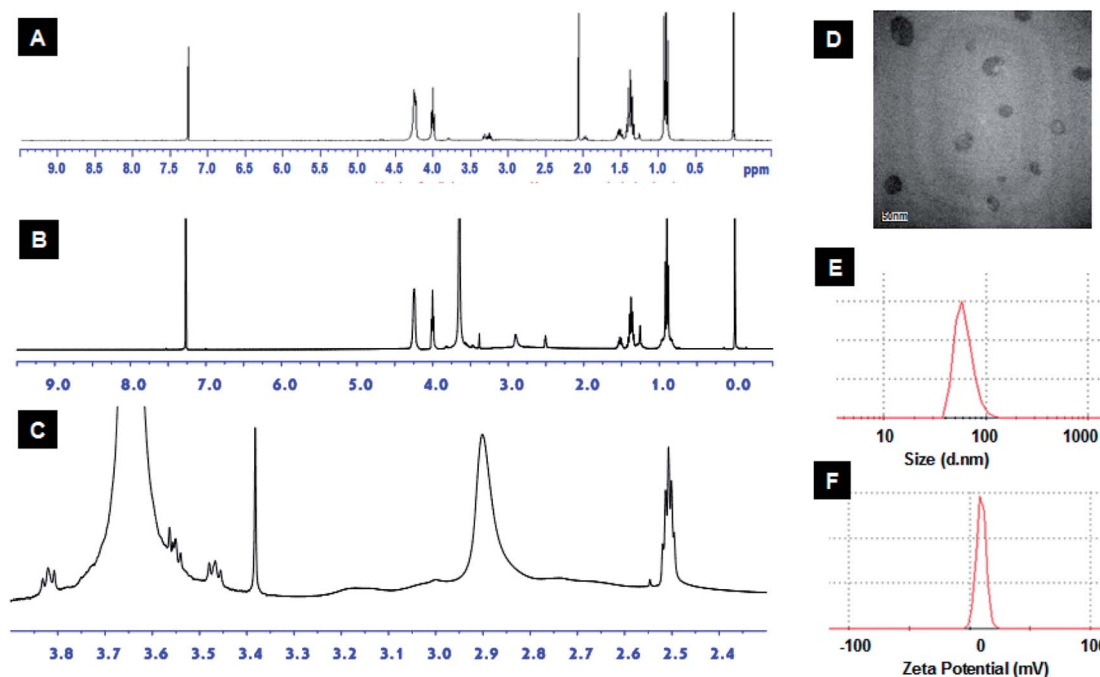 A
9.5 9.0 8.5 8.0 7.5 7.0 6.5 6.0 5.5 5.0 4.5 4.0 3.5 3.0 2.5 2.0 1.5 1.0 0.5 ppm
B
9.0 8.0 7.0 6.0 5.0 4.0 3.0 2.0 1.0 0.0
C
3.8 3.7 3.6 3.5 3.4 3.3 3.2 3.1 3.0 2.9 2.8 2.7 2.6 2.5 2.4
D
50nm
E
10 100 1000
Size (d.nm)
F
-100 0 100
Zeta Potential (mV)